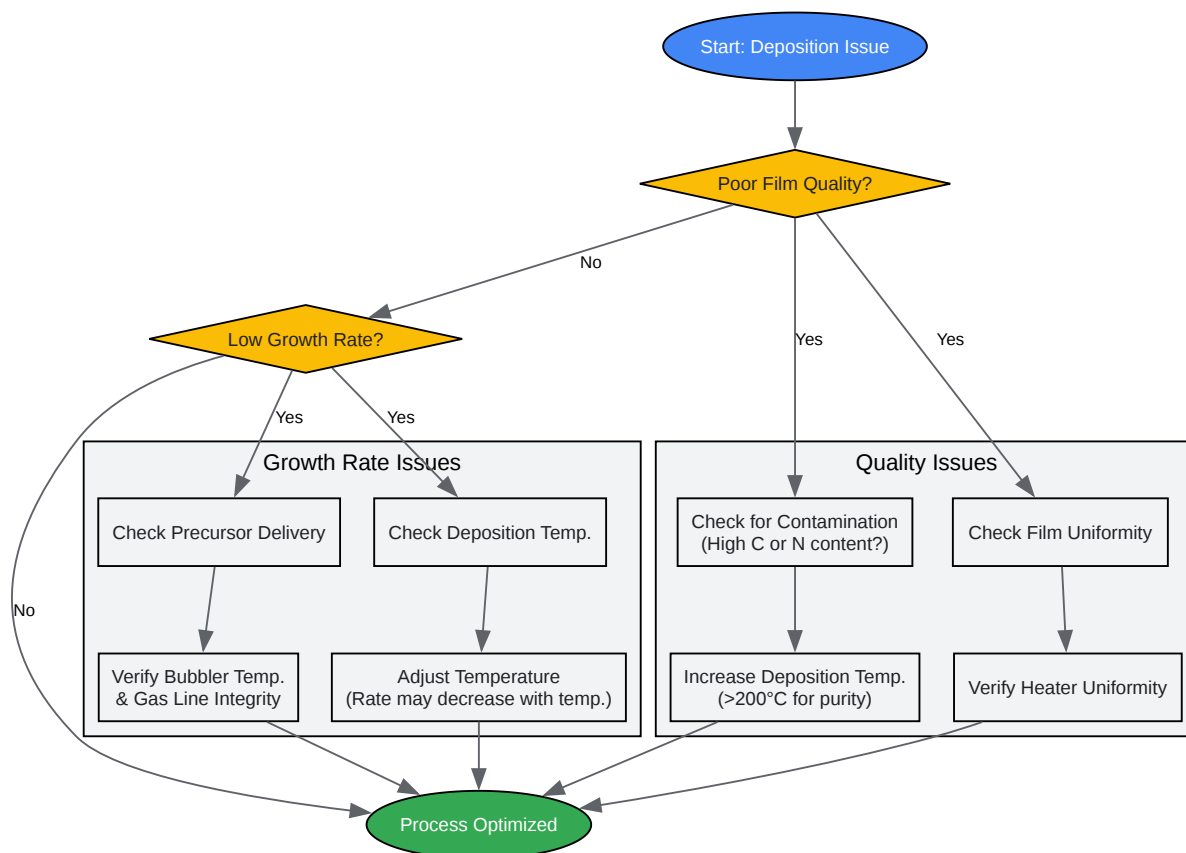 Start: Deposition Issue
Poor Film Quality?
No
Low Growth Rate?
Yes
Yes
Yes
Yes
Growth Rate Issues
Quality Issues
Check Precursor Delivery
Check Deposition Temp.
Check for Contamination
(High C or N content?)
Check Film Uniformity
No
Verify Bubbler Temp.
& Gas Line Integrity
Adjust Temperature
(Rate may decrease with temp.)
Increase Deposition Temp.
(>200°C for purity)
Verify Heater Uniformity
Process Optimized